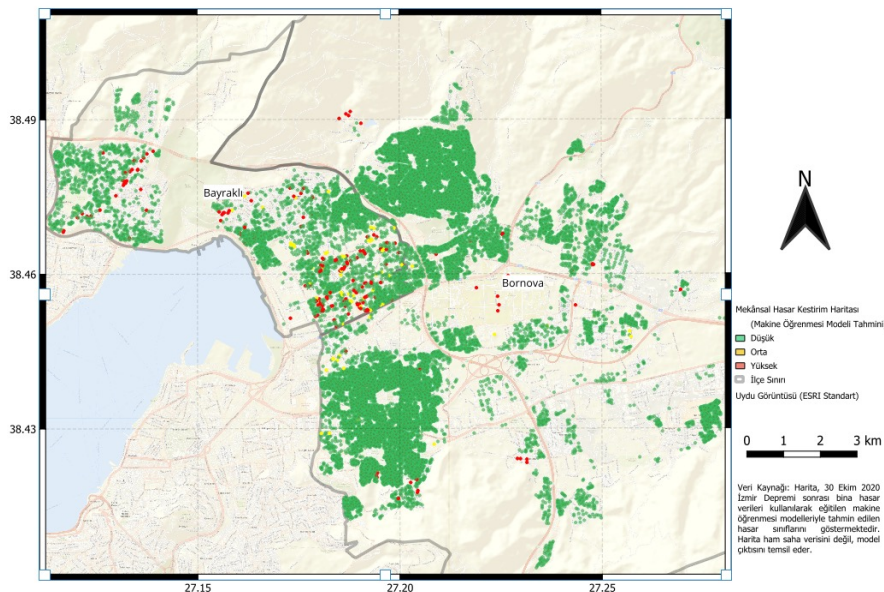 38.49
38.46
38.43
27.15
27.20
27.25
Bayraklı
Bornova
N
Mekânsal Hasar Kestirim Haritası
(Makine Öğrenmesi Modeli Tahmini
Düşük
Orta
Yüksek
İlçe Sınırı
Uydu Görüntüsü (ESRI Standart)
0 1 2 3 km
Veri Kaynağı: Harita, 30 Ekim 2020
İzmir Depremi sonrası bina hasar
verileri kullanılarak eğitilen makine
öğrenmesi modelleriyle tahmin edilen
hasar sınıflarını göstermektedir.
Harita ham saha verisini değil, model
çıktısını temsil eder.